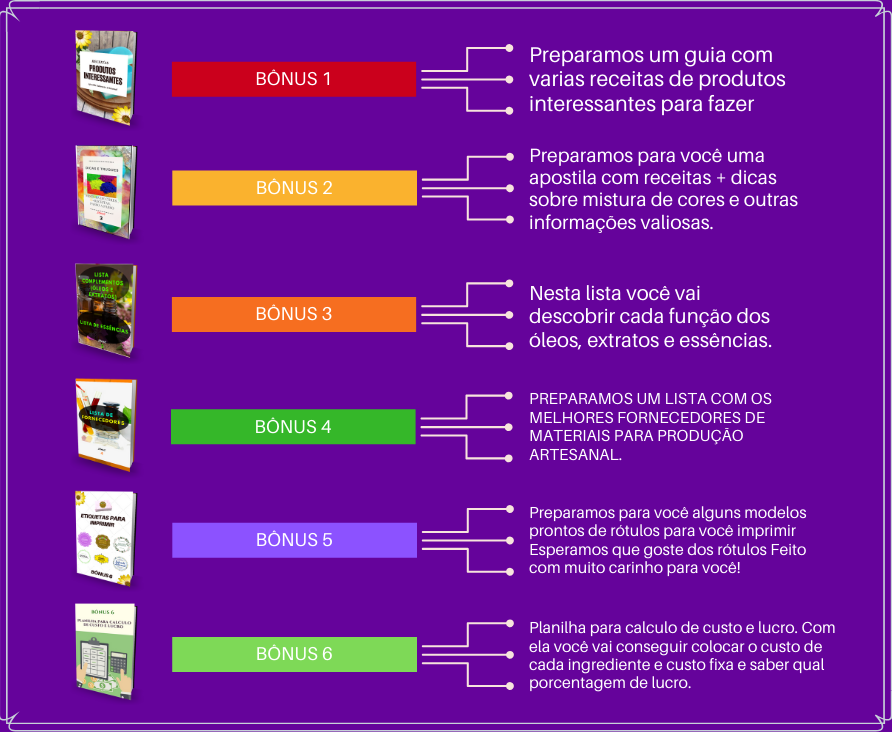 RECEITA
PRODUTOS
INTERESSANTES
BÔNUS 1
Preparamos um guia com
varias receitas de produtos
interessantes para fazer
BÔNUS 2
Preparamos para você uma
apostila com receitas + dicas
sobre mistura de cores e outras
informações valiosas.
LISTA
COMPLEMENTOS
(ÓLEOS E
EXTRATOS)
LISTA DE ESSÊNCIAS
BÔNUS 3
Nesta lista você vai
descobrir cada função dos
óleos, extratos e essências.
LISTA DE
FORNECEDORES
BÔNUS 4
PREPARAMOS UM LISTA COM OS
MELHORES FORNECEDORES DE
MATERIAIS PARA PRODUÇÃO
ARTESANAL.
ETIQUETAS PARA
IMPRIMIR
BÔNUS
BÔNUS 5
Preparamos para você alguns modelos
prontos de rótulos para você imprimir
Esperamos que goste dos rótulos Feito
com muito carinho para você!
BÔNUS 6
PLANILHA PARA CALCULO
DE CUSTO E LUCRO
BÔNUS 6
Planilha para calculo de custo e lucro. Com
ela você vai conseguir colocar o custo de
cada ingrediente e custo fixa e saber qual
porcentagem de lucro.